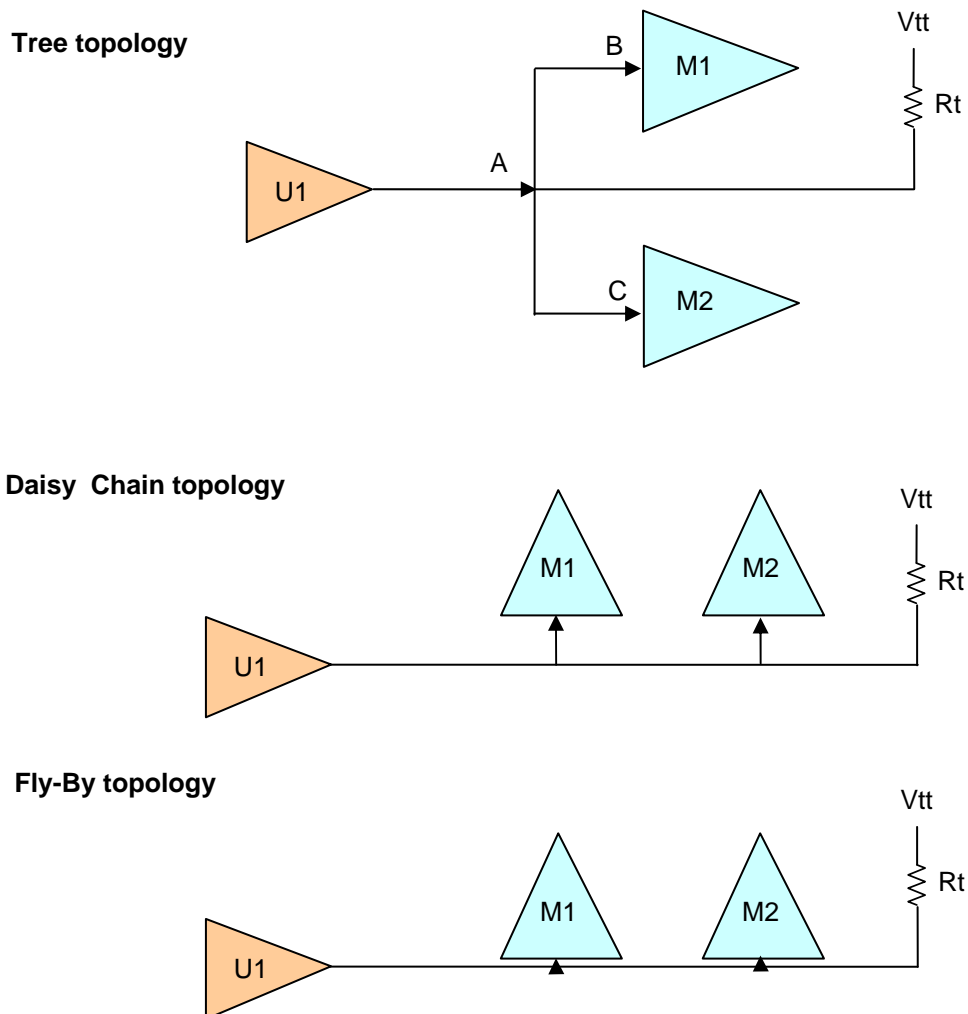 Tree topology
Vtt
B
M1
Rt
A
U1
C
M2
Daisy Chain topology
Vtt
M1
M2
Rt
U1
Fly-By topology
Vtt
M1
M2
Rt
U1